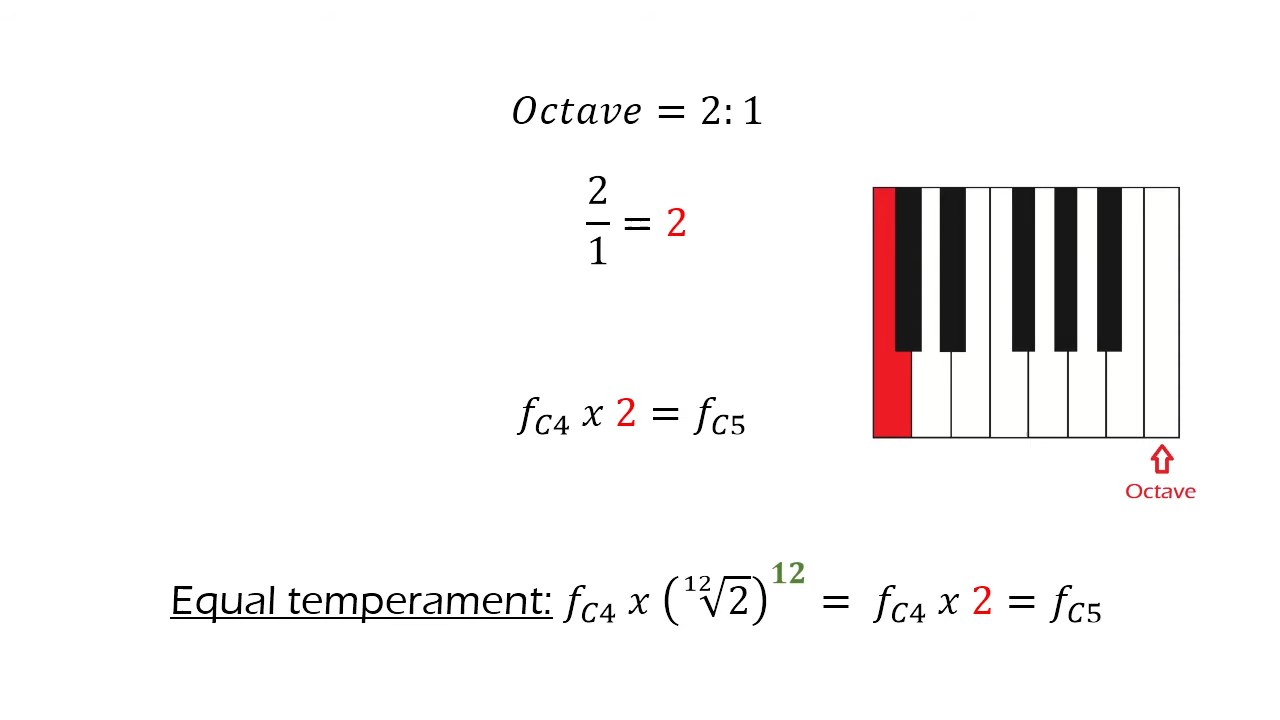 Octave = 2: 1
2/1 = 2
f_C4 x 2 = f_C5
Octave
Equal temperament: f_C4 x (¹²√2)¹² = f_C4 x 2 = f_C5